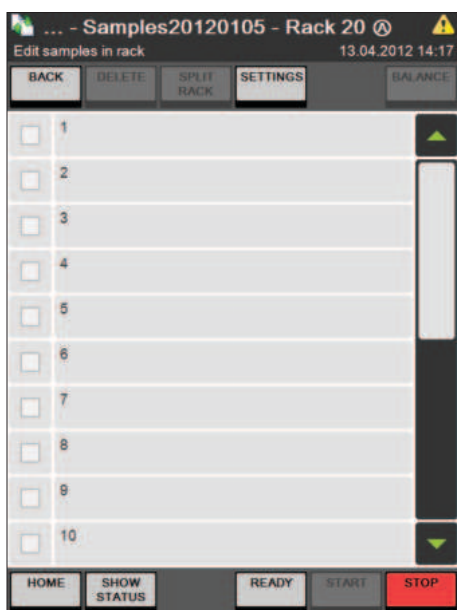 ... - Samples20120105 - Rack 20 Ⓐ
Edit samples in rack 13.04.2012 14:17
BACK DELETE SPLIT RACK SETTINGS BALANCE
1
2
3
4
5
6
7
8
9
10
HOME SHOW STATUS READY START STOP